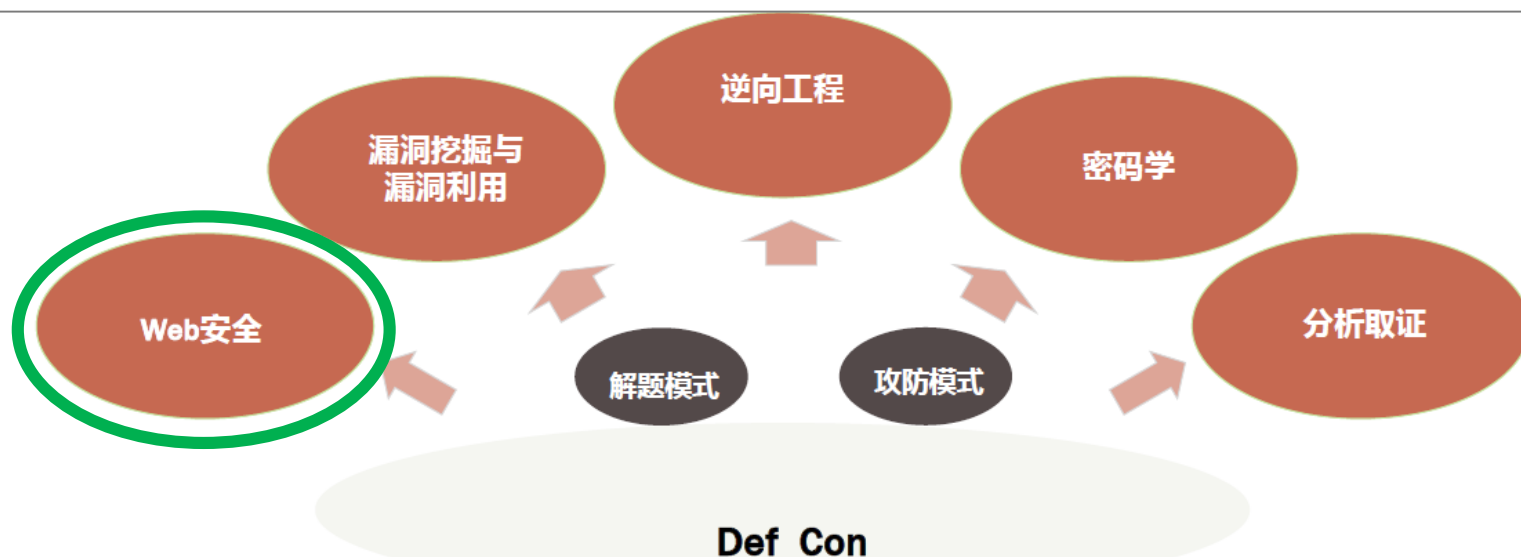 逆向工程
漏洞挖掘与
漏洞利用
密码学
Web安全
分析取证
解题模式
攻防模式
Def Con